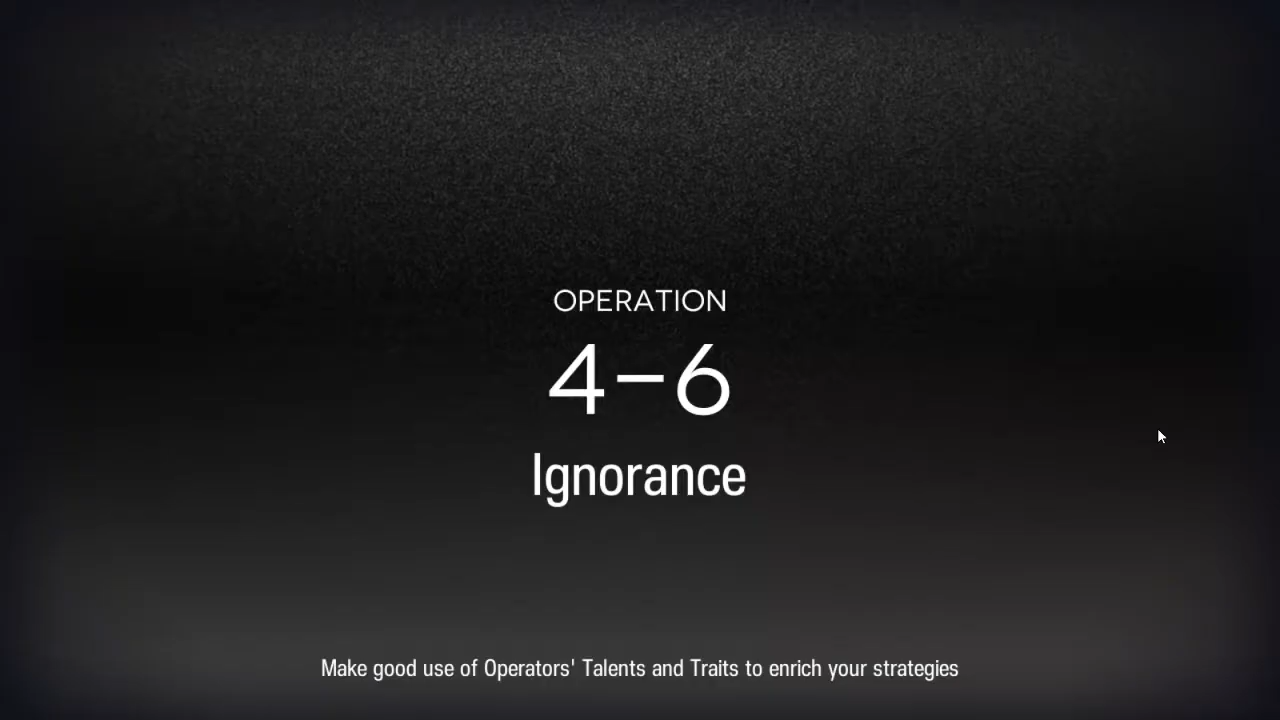 OPERATION
4-6
Ignorance
Make good use of Operators' Talents and Traits to enrich your strategies